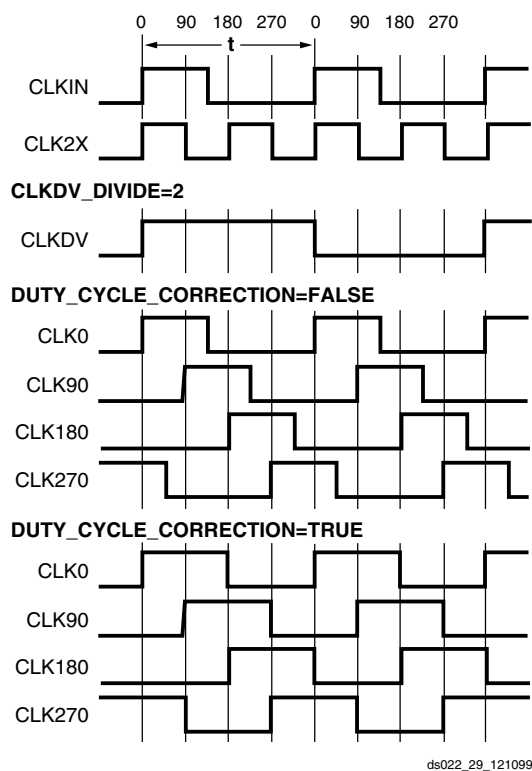 0 90 180 270 0 90 180 270
t
CLKIN
CLK2X
CLKDV_DIVIDE=2
CLKDV
DUTY_CYCLE_CORRECTION=FALSE
CLK0
CLK90
CLK180
CLK270
DUTY_CYCLE_CORRECTION=TRUE
CLK0
CLK90
CLK180
CLK270
ds022_29_121099